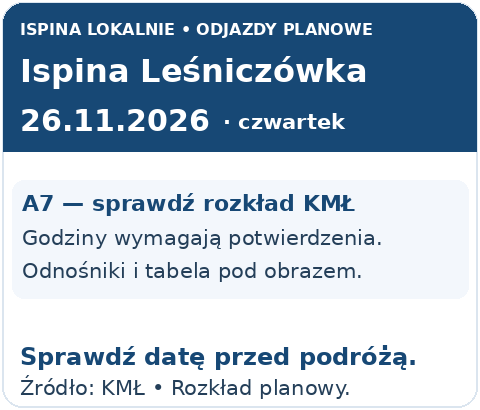 ISPINA LOKALNIE • ODJAZDY PLANOWE
Ispina Leśniczówka
26.11.2026 · czwartek
A7 — sprawdź rozkład KMŁ
Godziny wymagają potwierdzenia.
Odnośniki i tabela pod obrazem.
Sprawdź datę przed podróżą.
Źródło: KMŁ • Rozkład planowy.